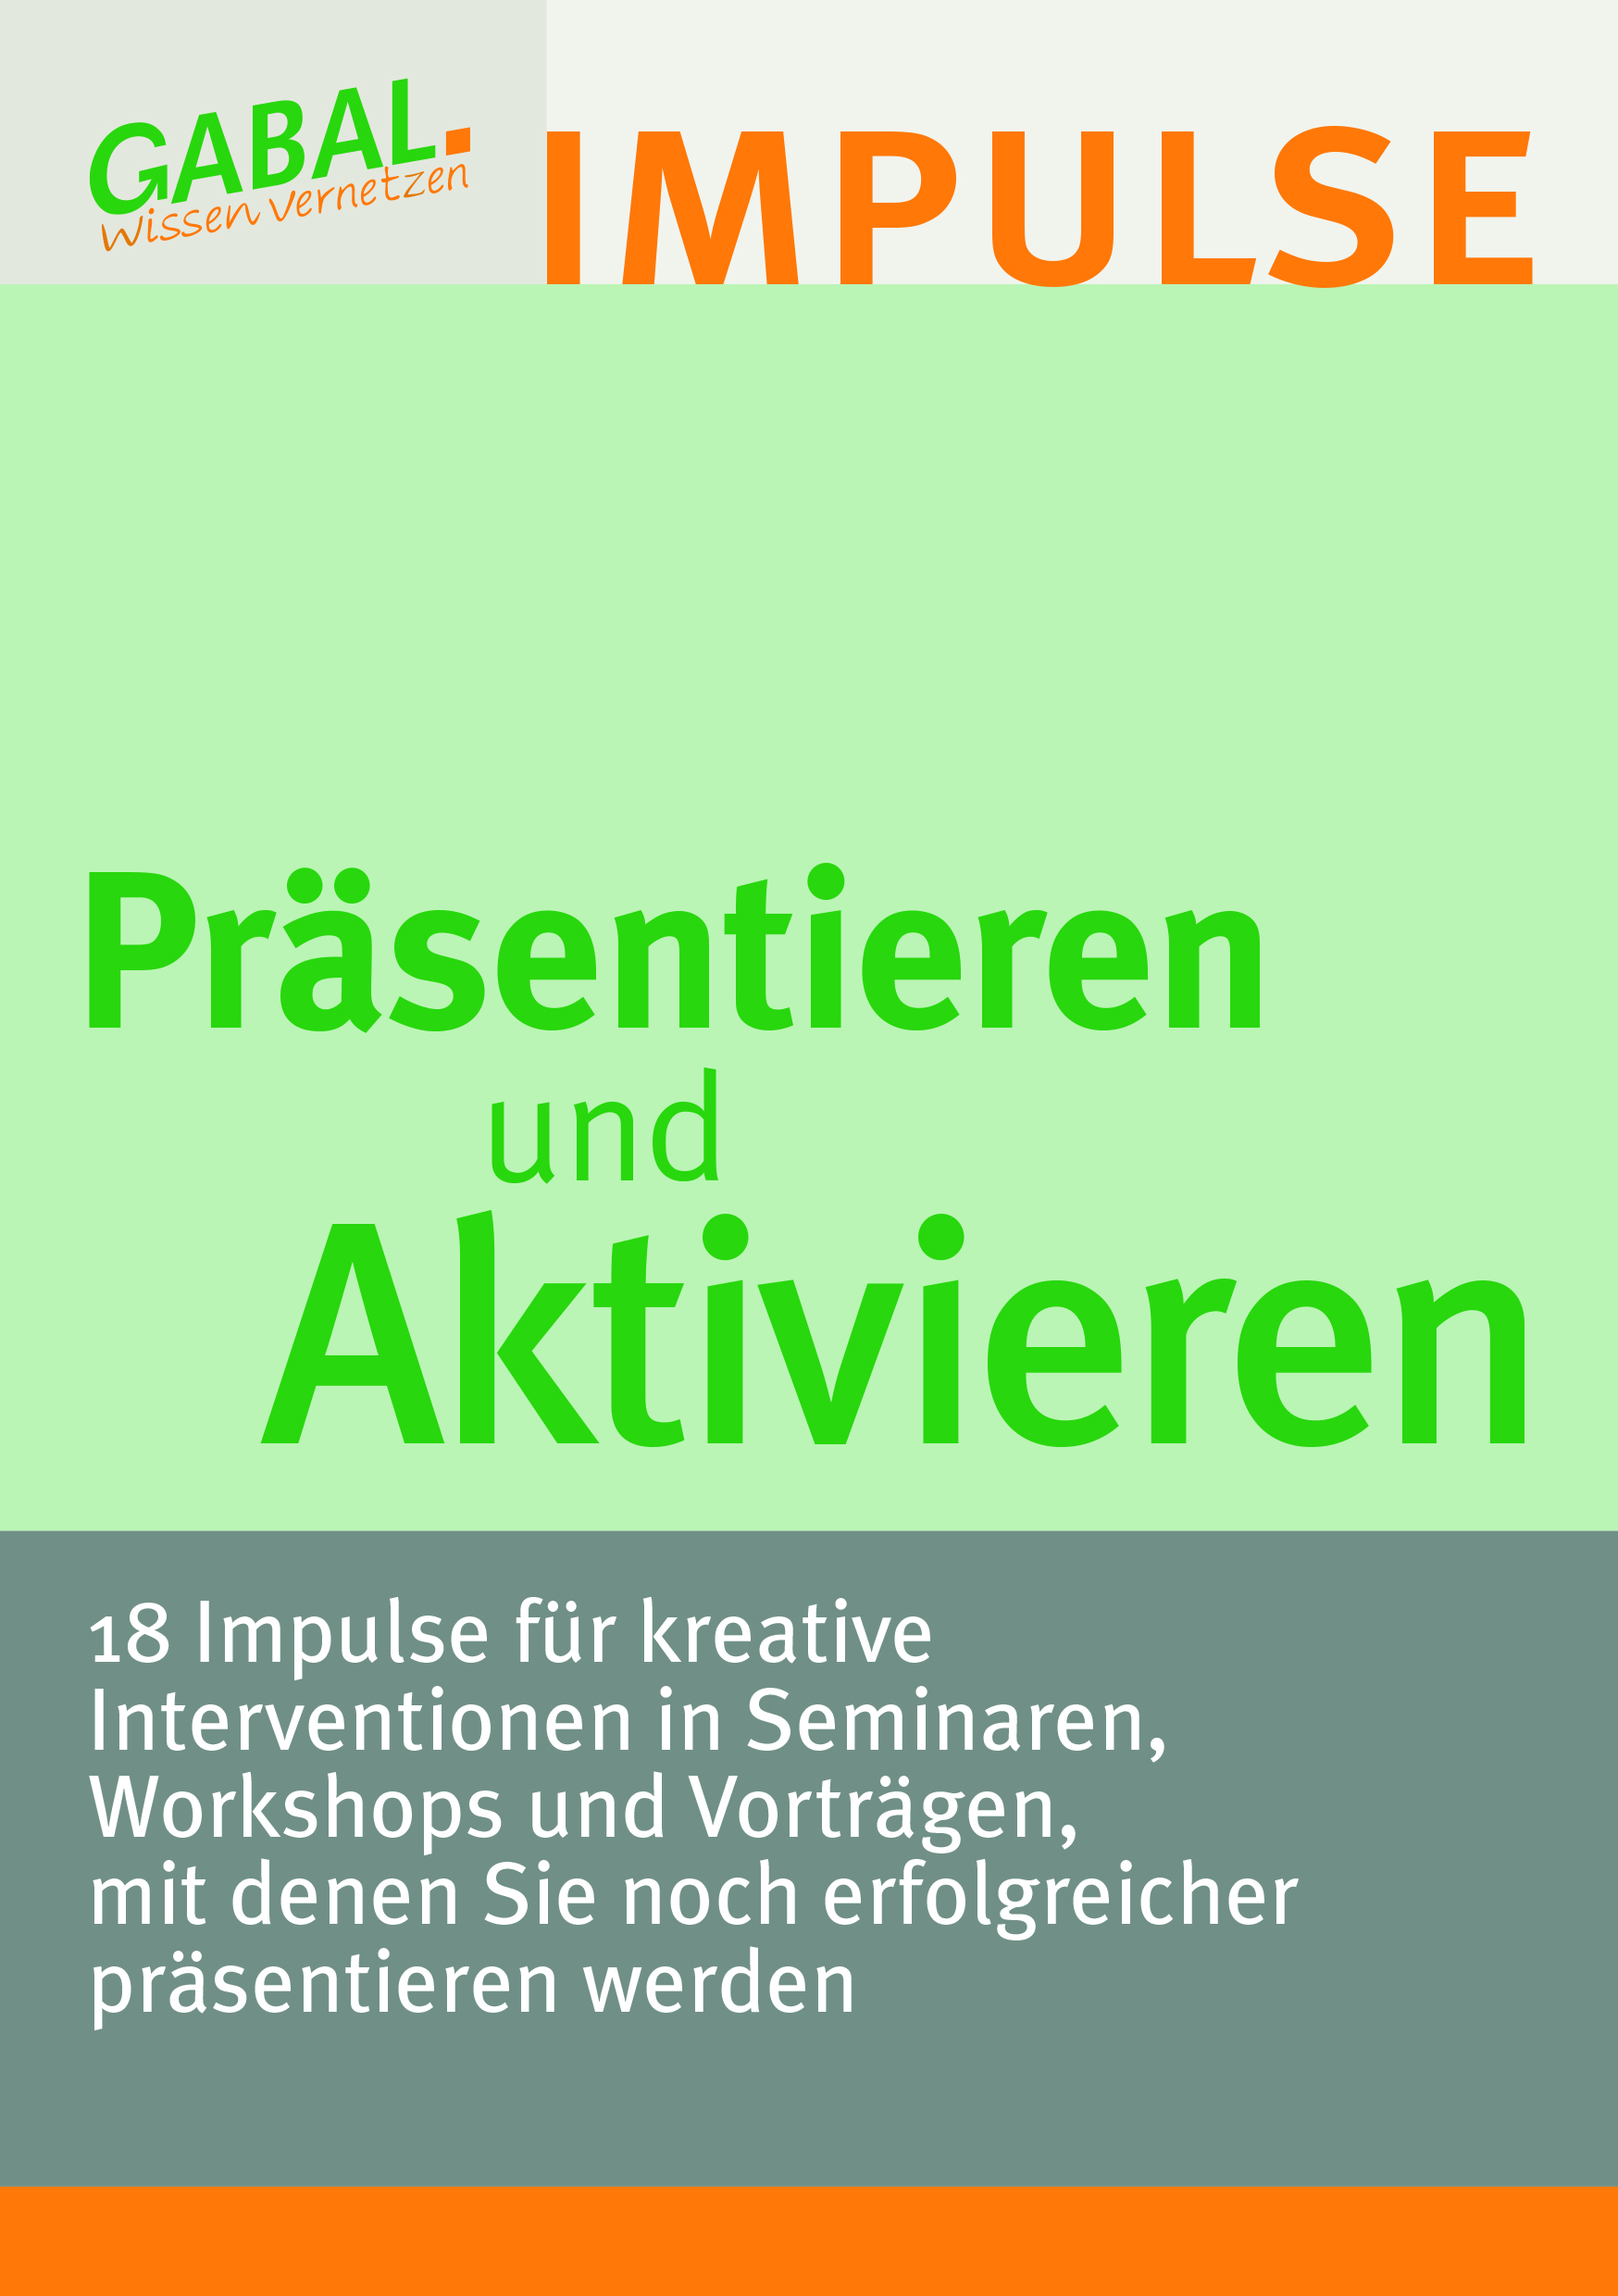 GABAL.
Wissen vernetzen
IMPULSE
Präsentieren
und
Aktivieren
18 Impulse für kreative
Interventionen in Seminaren,
Workshops und Vorträgen,
mit denen Sie noch erfolgreicher
präsentieren werden